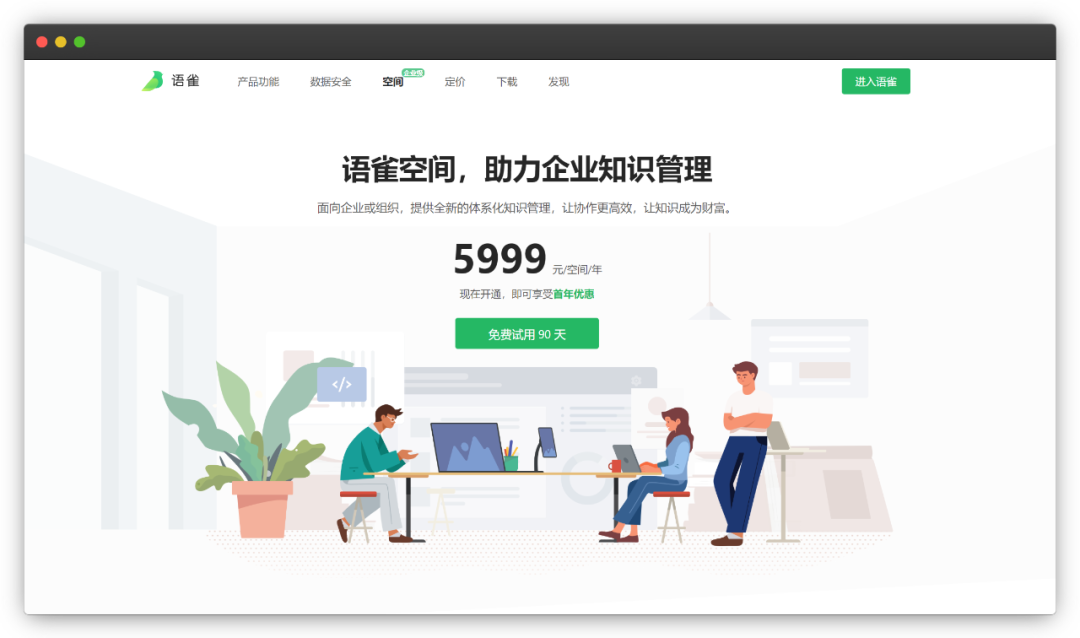 语雀
产品功能
数据安全
空间
企业级
定价
下载
发现
进入语雀
语雀空间，助力企业知识管理
面向企业或组织，提供全新的体系化知识管理，让协作更高效，让知识成为财富。
5999 元/空间/年
现在开通，即可享受首年优惠
免费试用 90 天
</>